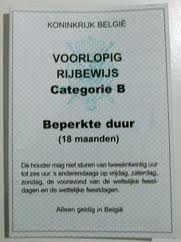 KONINKRIJK BELGIË
VOORLOPIG
RIJBEWIJS
Categorie B
Beperkte duur
(18 maanden)
De houder mag niet sturen van tweeëntwintig uur
tot zes uur 's anderendaags op vrijdag, zaterdag,
zondag, de vooravond van de wettelijke feest-
dagen en de wettelijke feestdagen.
Alleen geldig in België